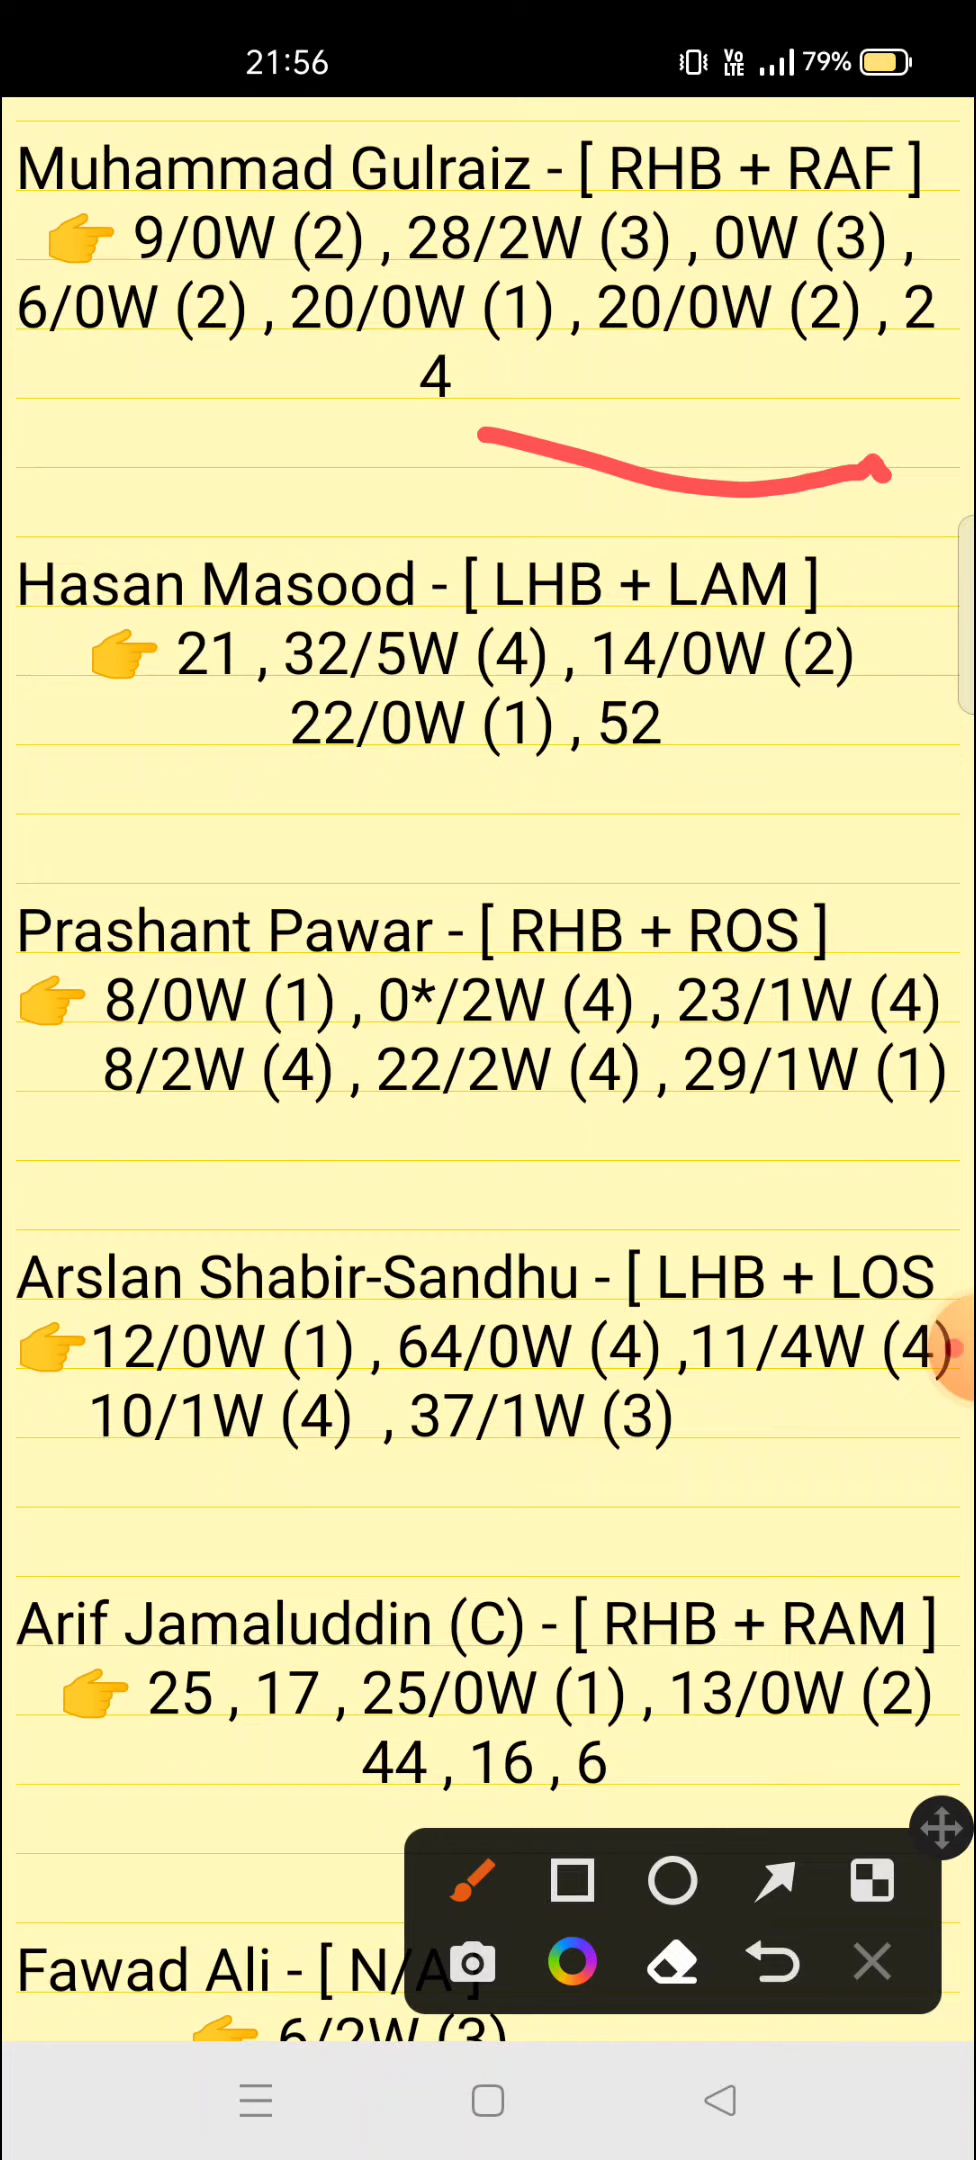 21:56 Vo LTE 79%
Muhammad Gulraiz - [ RHB + RAF ]
👉 9/0W (2) , 28/2W (3) , 0W (3) ,
6/0W (2) , 20/0W (1) , 20/0W (2) , 2
4
Hasan Masood - [ LHB + LAM ]
👉 21 , 32/5W (4) , 14/0W (2)
22/0W (1) , 52
Prashant Pawar - [ RHB + ROS ]
👉 8/0W (1) , 0*/2W (4) , 23/1W (4)
8/2W (4) , 22/2W (4) , 29/1W (1)
Arslan Shabir-Sandhu - [ LHB + LOS
👉12/0W (1) , 64/0W (4) ,11/4W (4)
10/1W (4) , 37/1W (3)
Arif Jamaluddin (C) - [ RHB + RAM ]
👉 25 , 17 , 25/0W (1) , 13/0W (2)
44 , 16 , 6
Fawad Ali - [ N/A ]
👉 6/2W (3)